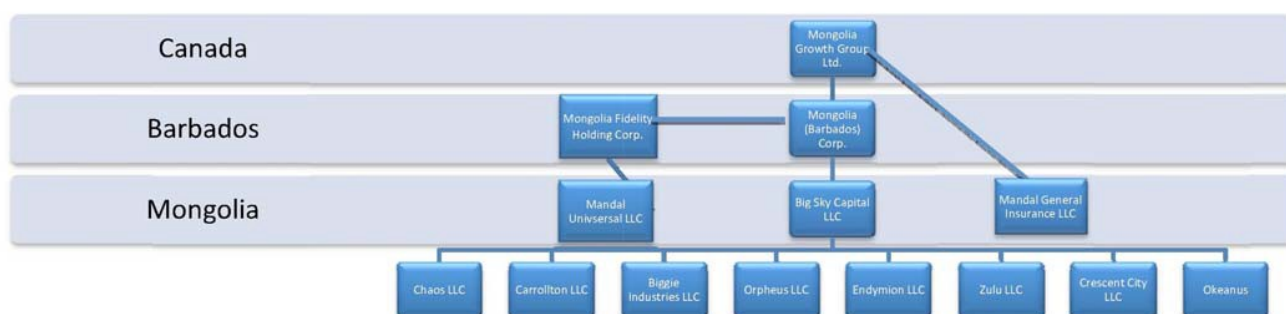 Canada
Mongolia
Growth Group
Ltd.
Barbados
Mongolia Fidelity
Holding Corp.
Mongolia
(Barbados)
Corp.
Mongolia
Mandal
Univsersal LLC
Big Sky Capital
LLC
Mandal General
Insurance LLC
Chaos LLC
Carrollton LLC
Biggie
Industries LLC
Orpheus LLC
Endymion LLC
Zulu LLC
Crescent City
LLC
Okeanus